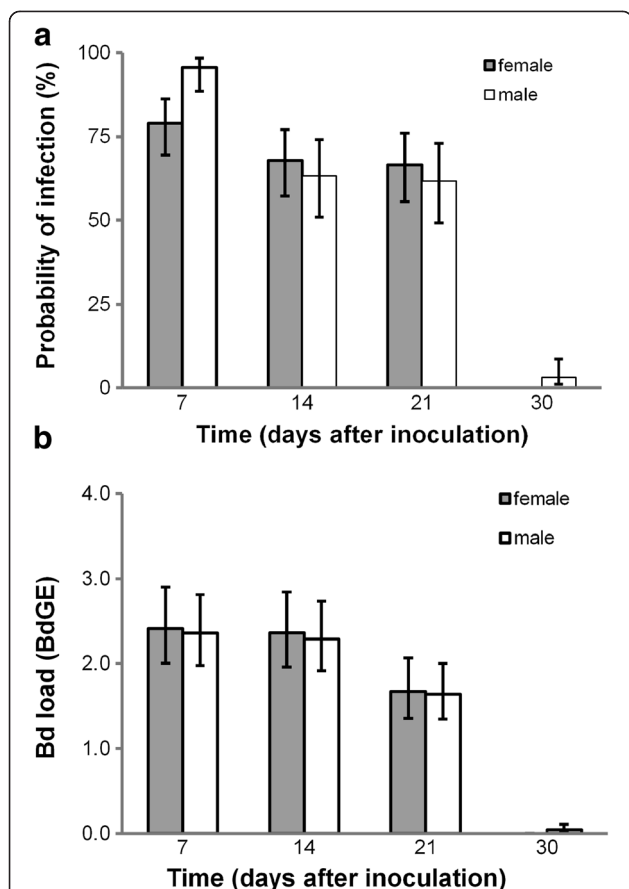 a
Probability of infection (%)
100
75
50
25
0
female
male
7 14 21 30
Time (days after inoculation)
b
Bd load (BdGE)
4.0
3.0
2.0
1.0
0.0
female
male
7 14 21 30
Time (days after inoculation)